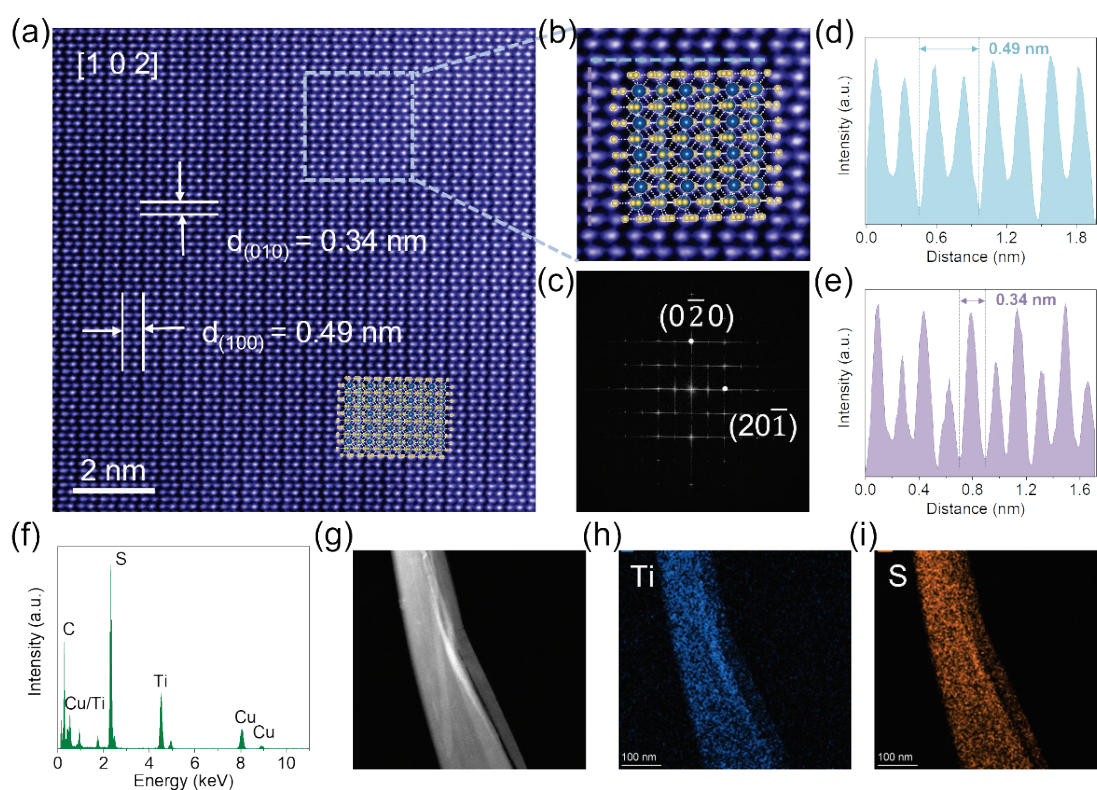 (a)
[1 0 2]
d(010) = 0.34 nm
d(100) = 0.49 nm
2 nm
(b)
(c)
(02̅0)
(201̅)
(d)
0.49 nm
Intensity (a.u.)
0.0 0.6 1.2 1.8
Distance (nm)
(e)
0.34 nm
Intensity (a.u.)
0.0 0.4 0.8 1.2 1.6
Distance (nm)
(f)
S
C
Cu/Ti
Ti
Cu
Cu
Intensity (a.u.)
0 2 4 6 8 10
Energy (keV)
(g)
(h)
Ti
100 nm
(i)
S
100 nm